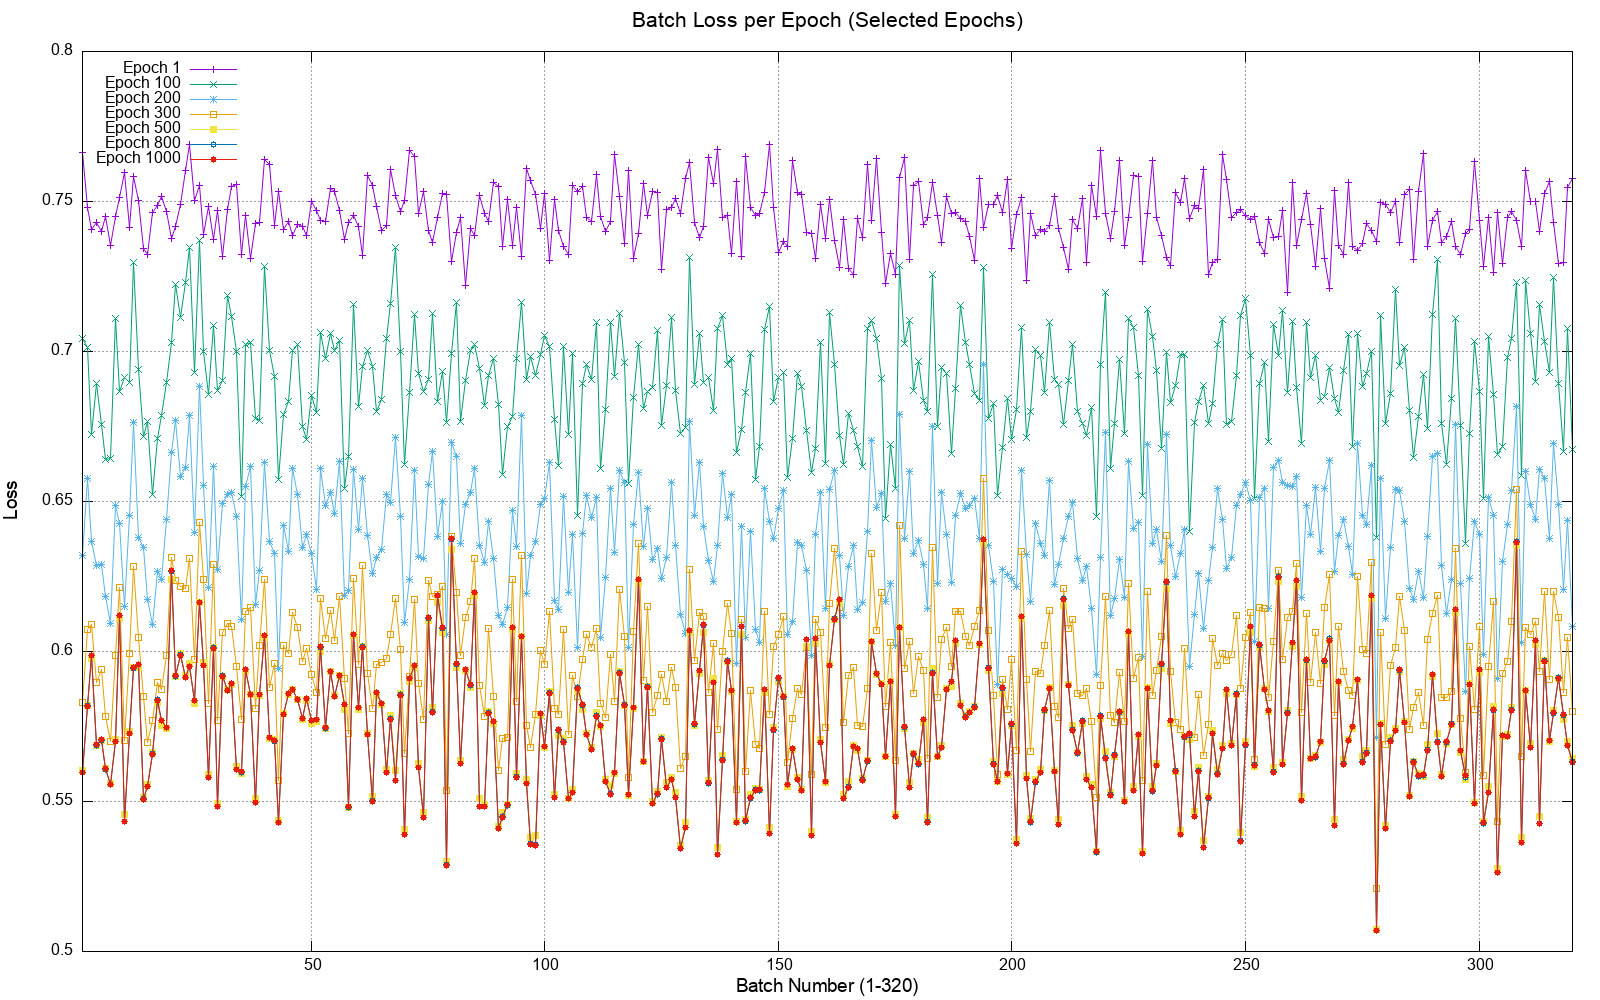 Batch Loss per Epoch (Selected Epochs)
0.8
Epoch 1
Epoch 100
Epoch 200
Epoch 300
Epoch 500
Epoch 800
Epoch 1000
0.75
0.7
0.65
0.6
0.55
0.5
Loss
50
100
150
200
250
300
Batch Number (1-320)